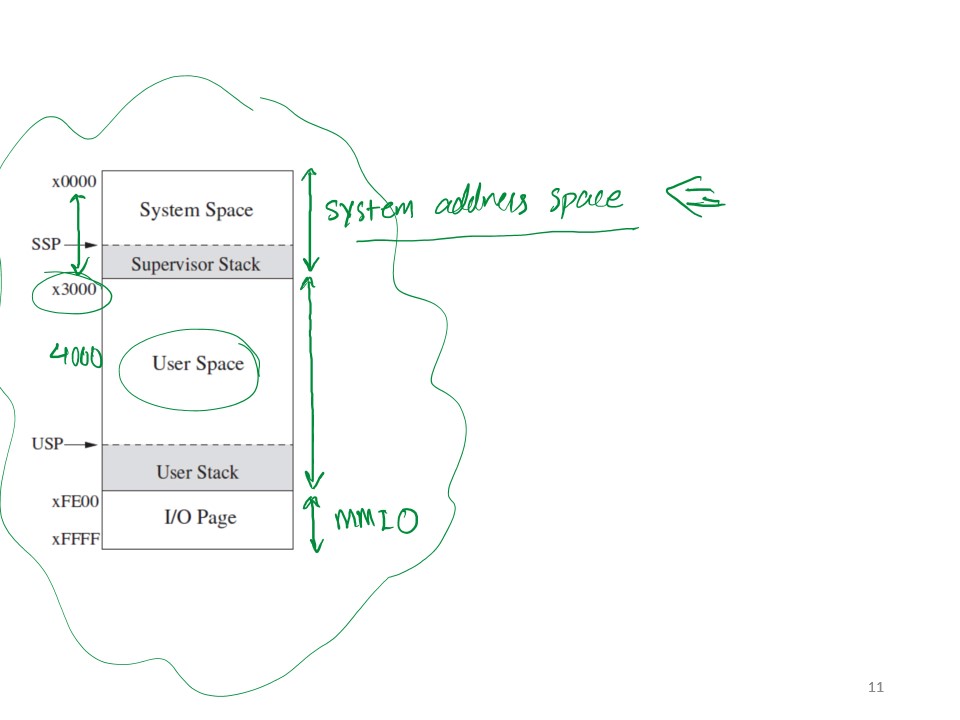 x0000
System Space
system address space
SSP
Supervisor Stack
x3000
4000
User Space
USP
User Stack
xFE00
I/O Page
MMIO
xFFFF
11